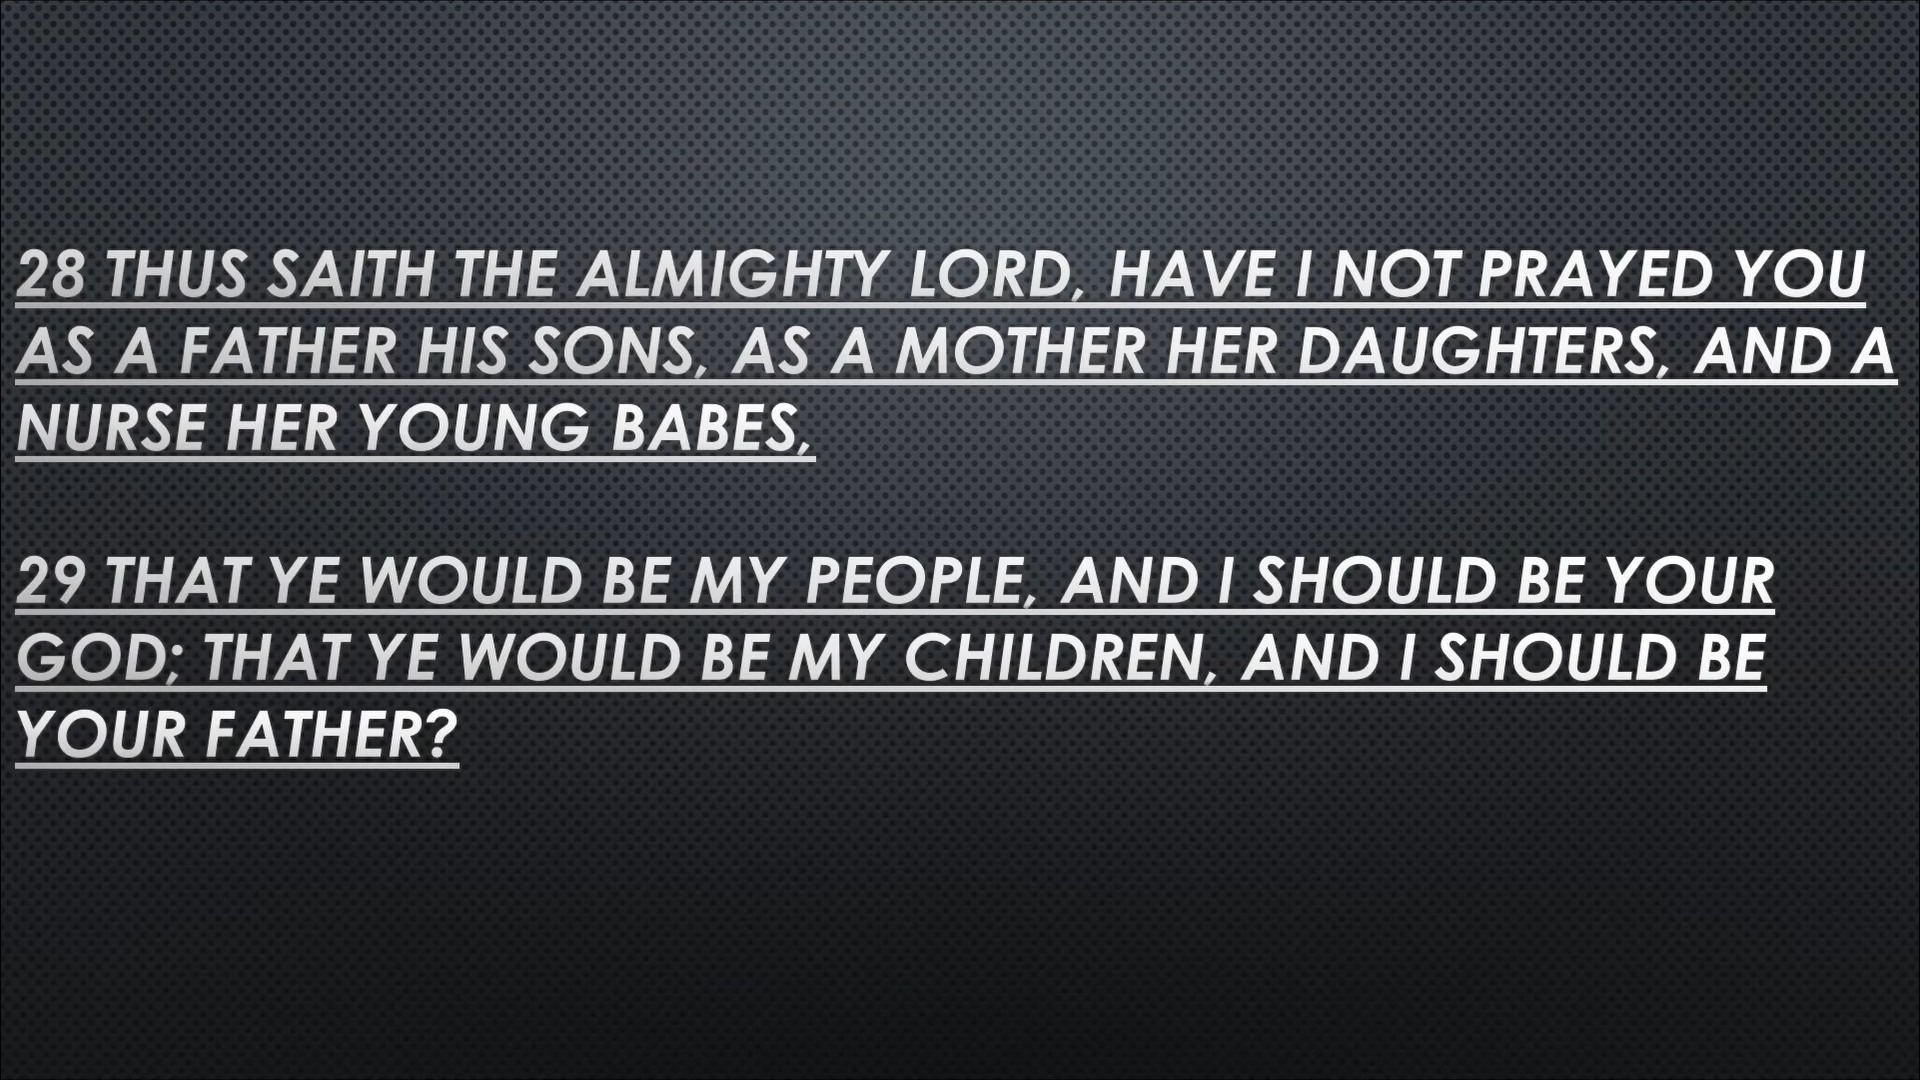 28 THUS SAITH THE ALMIGHTY LORD, HAVE I NOT PRAYED YOU
AS A FATHER HIS SONS, AS A MOTHER HER DAUGHTERS, AND A
NURSE HER YOUNG BABES,
29 THAT YE WOULD BE MY PEOPLE, AND I SHOULD BE YOUR
GOD; THAT YE WOULD BE MY CHILDREN, AND I SHOULD BE
YOUR FATHER?